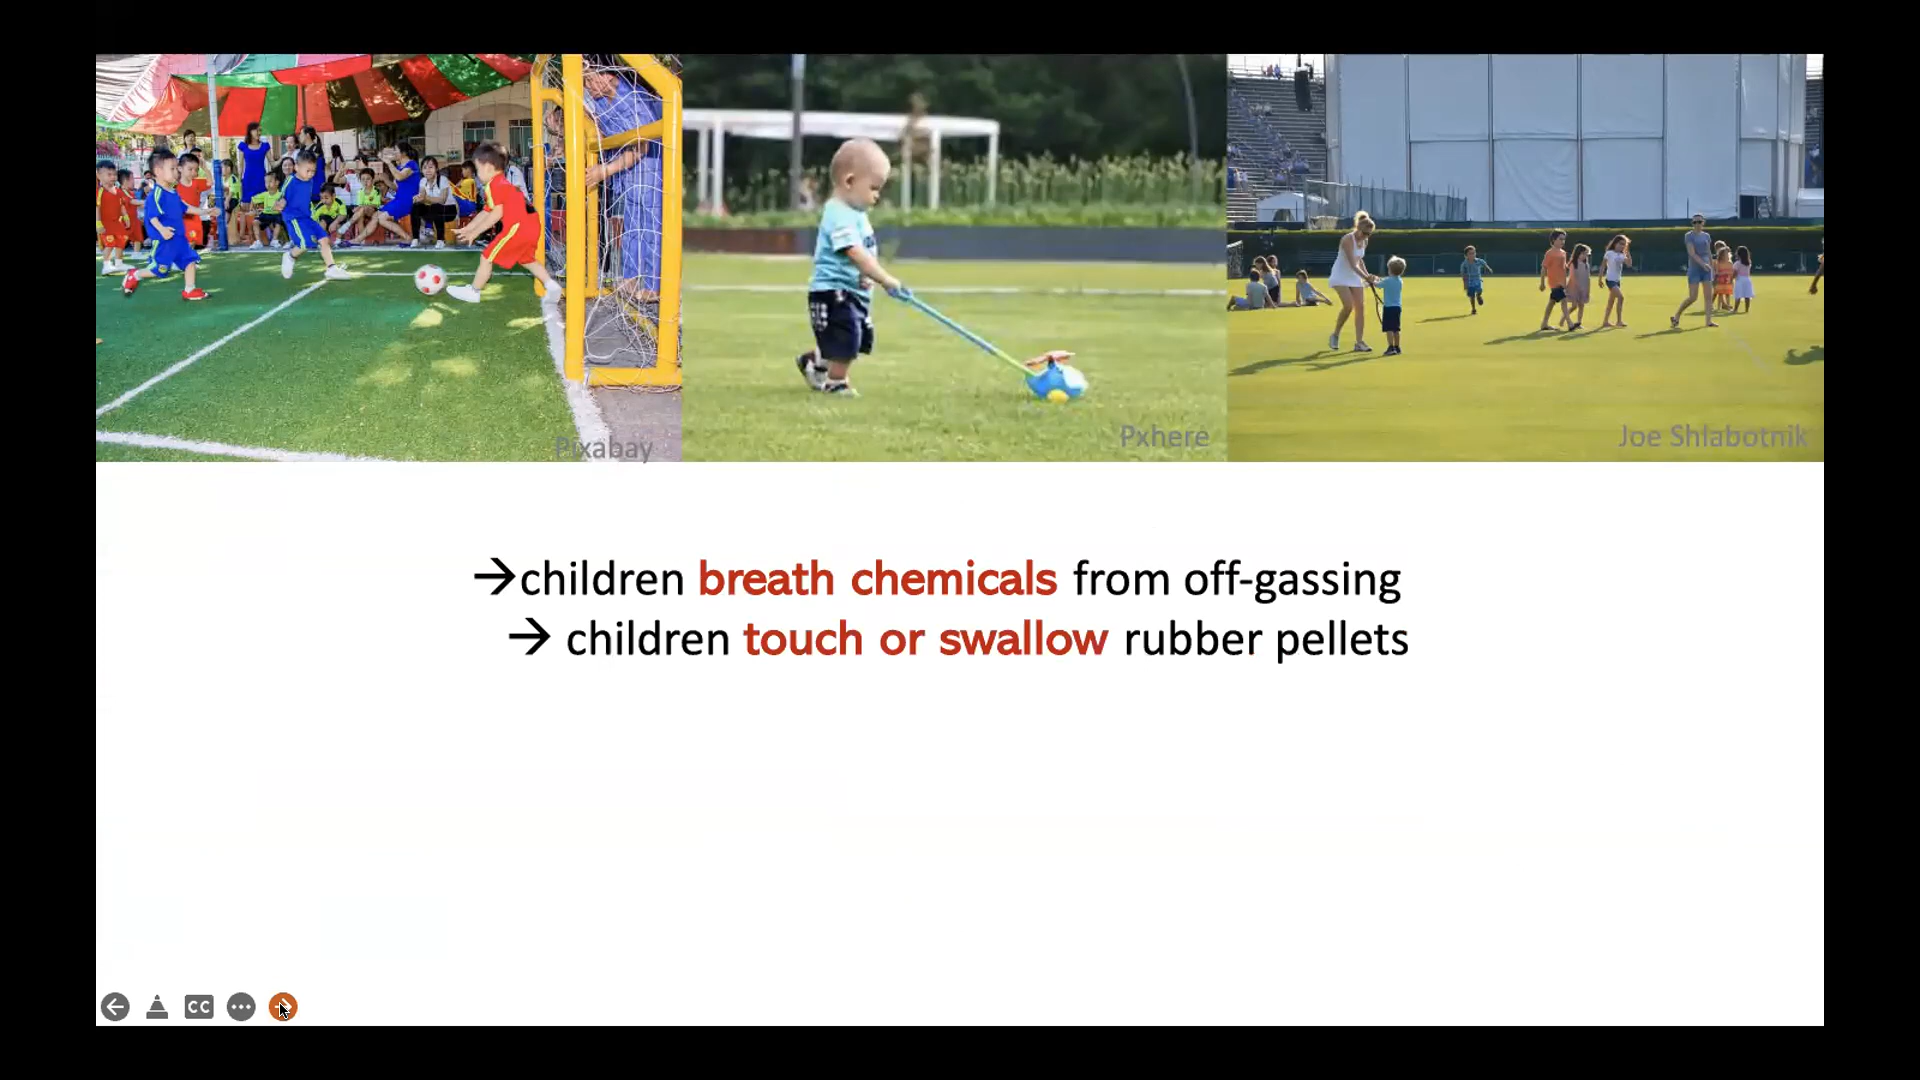 Pixabay
Pxhere
Joe Shlabotnik
→children breath chemicals from off-gassing
→ children touch or swallow rubber pellets
CC